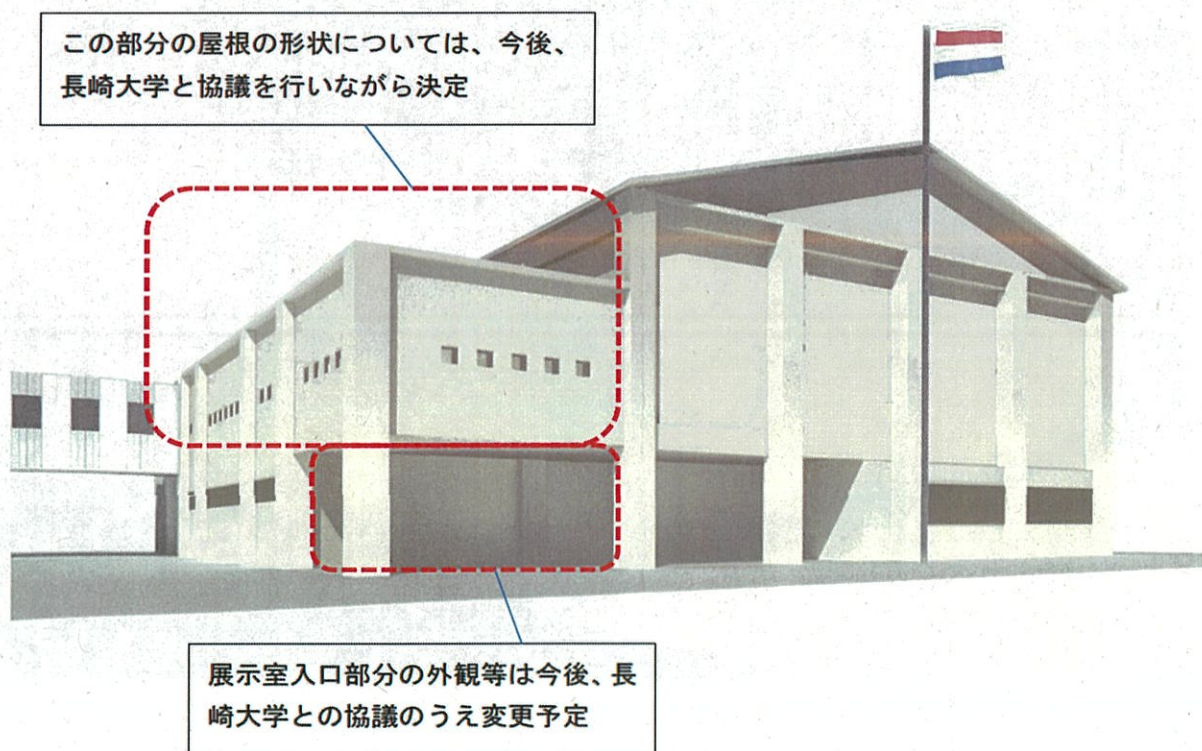 この部分の屋根の形状については、今後、
長崎大学と協議を行いながら決定
展示室入口部分の外観等は今後、長
崎大学との協議のうえ変更予定